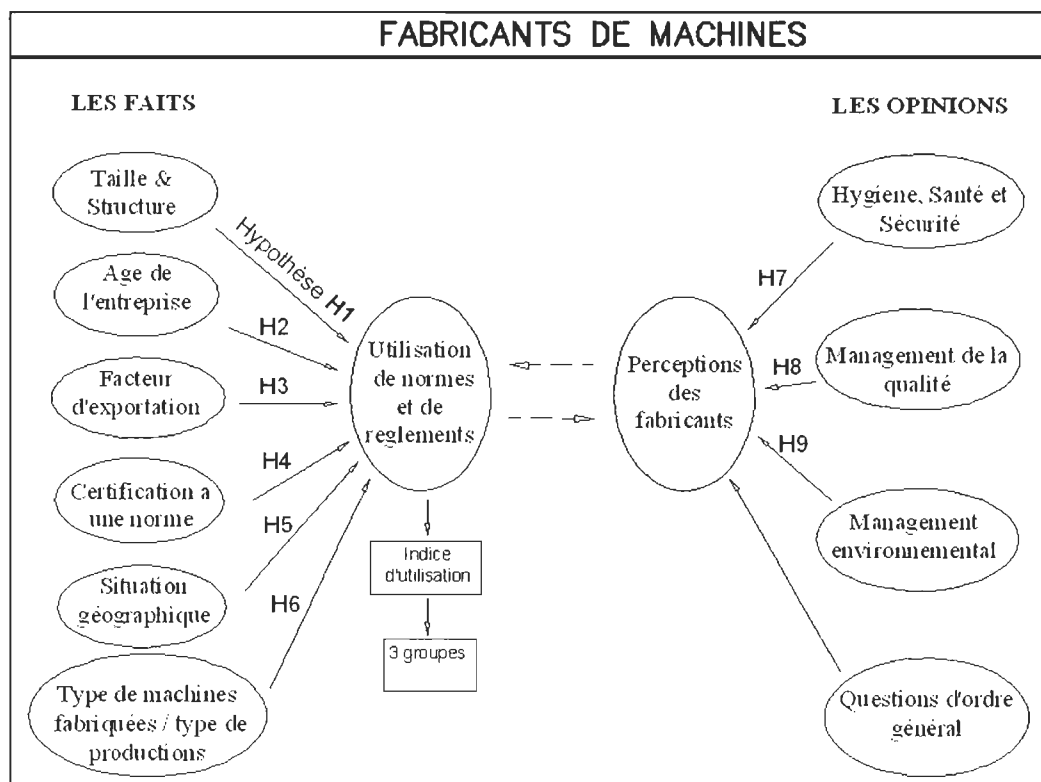 FABRICANTS DE MACHINES
LES FAITS
Taille &
Structure
Hypothèse H1
Age de
l'entreprise
H2
Facteur
d'exportation
H3
Certification a
une norme
H4
Situation
géographique
H5
Type de machines
fabriquées / type de
productions
H6
Utilisation
de normes
et de
reglements
Indice
d'utilisation
3 groupes
Perceptions
des
fabricants
LES OPINIONS
Hygiene, Santé et
Sécurité
H7
Management de la
qualité
H8
H9
Management
environnemental
Questions d'ordre
général